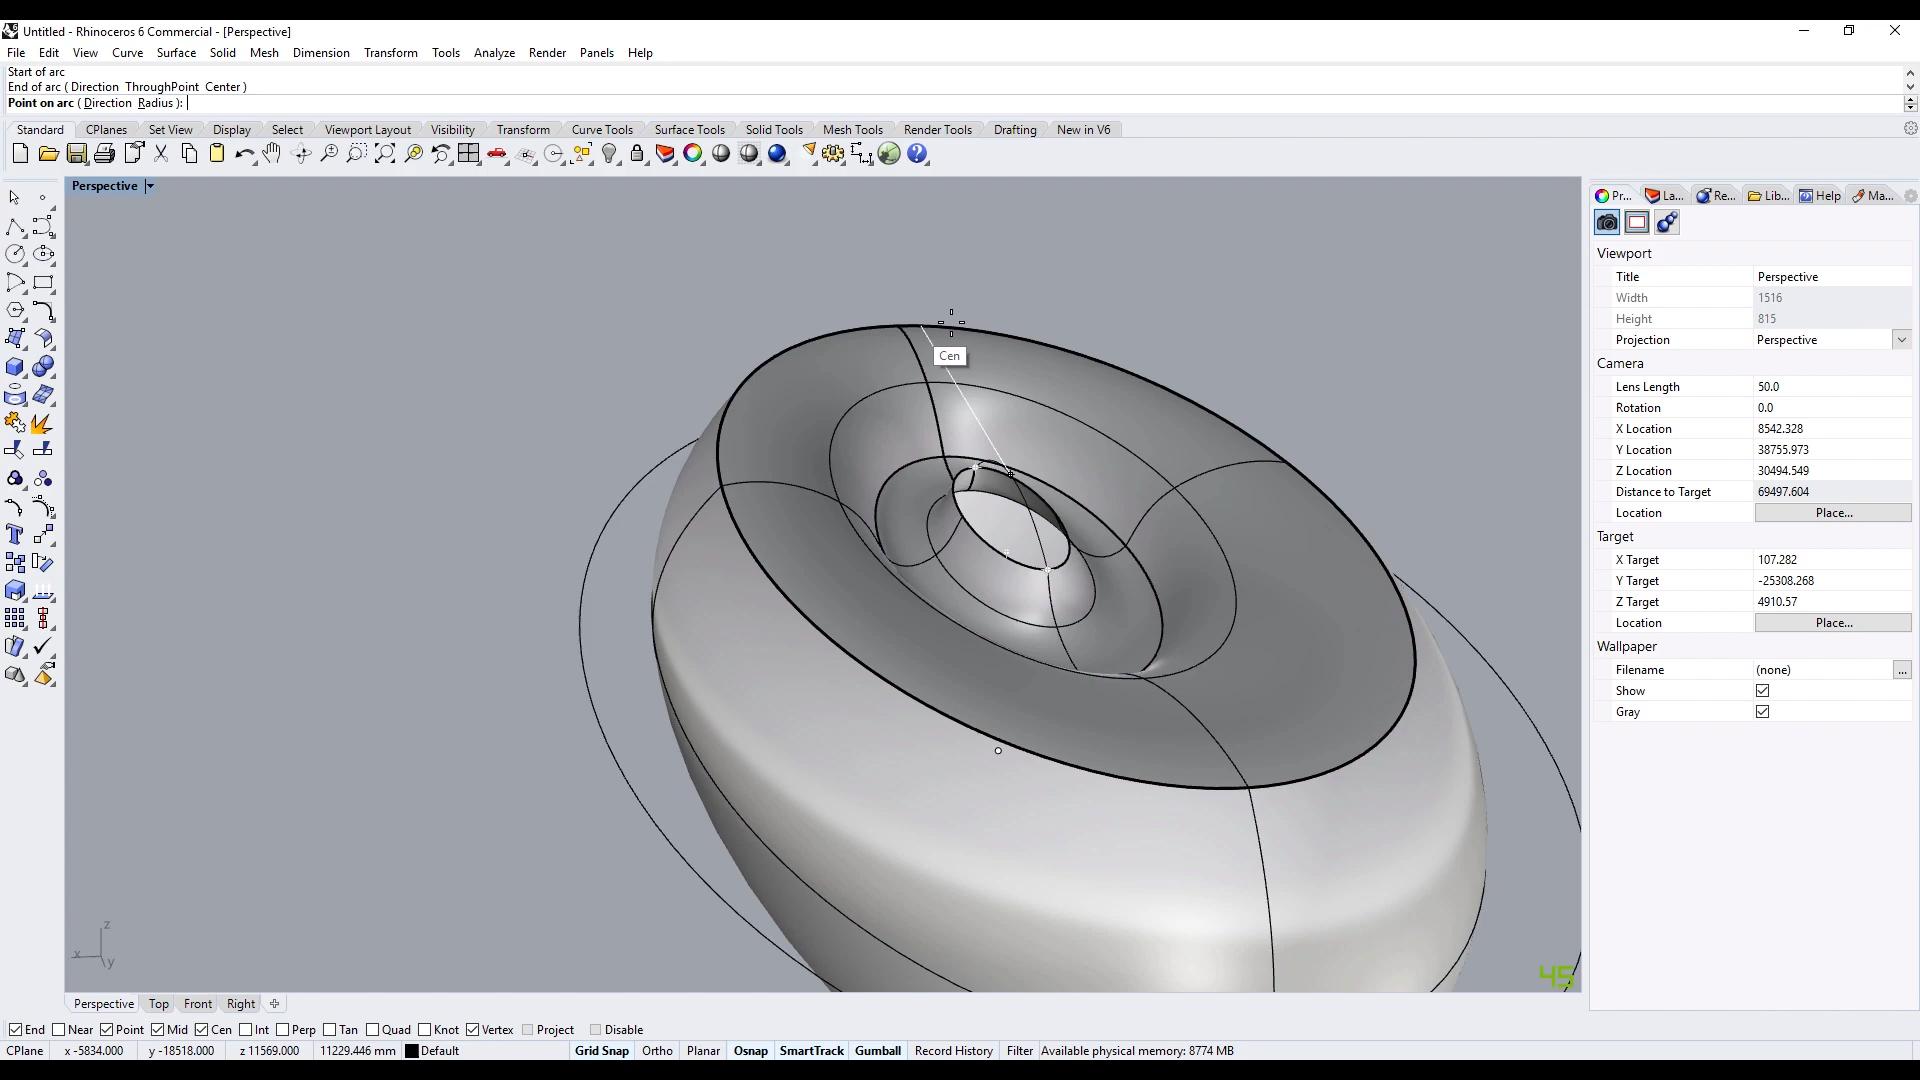 Untitled - Rhinoceros 6 Commercial - [Perspective]
File Edit View Curve Surface Solid Mesh Dimension Transform Tools Analyze Render Panels Help
Start of arc
End of arc ( Direction ThroughPoint Center )
Point on arc ( Direction Radius ):
Standard CPlanes Set View Display Select Viewport Layout Visibility Transform Curve Tools Surface Tools Solid Tools Mesh Tools Render Tools Drafting New in V6
Perspective
Pr... La... Re... Lib... Help Ma...
Viewport
Title Perspective
Width 1516
Height 815
Projection Perspective
Camera
Lens Length 50.0
Rotation 0.0
X Location 8542.328
Y Location 38755.973
Z Location 30494.549
Distance to Target 69497.604
Location Place...
Target
X Target 107.282
Y Target -25308.268
Z Target 4910.57
Location Place...
Wallpaper
Filename (none) ...
Show
Gray
Cen
z
x
y
45
Perspective Top Front Right
End Near Point Mid Cen Int Perp Tan Quad Knot Vertex Project Disable
CPlane x -5834.000 y -18518.000 z 11569.000 11229.446 mm Default Grid Snap Ortho Planar Osnap SmartTrack Gumball Record History Filter Available physical memory: 8774 MB